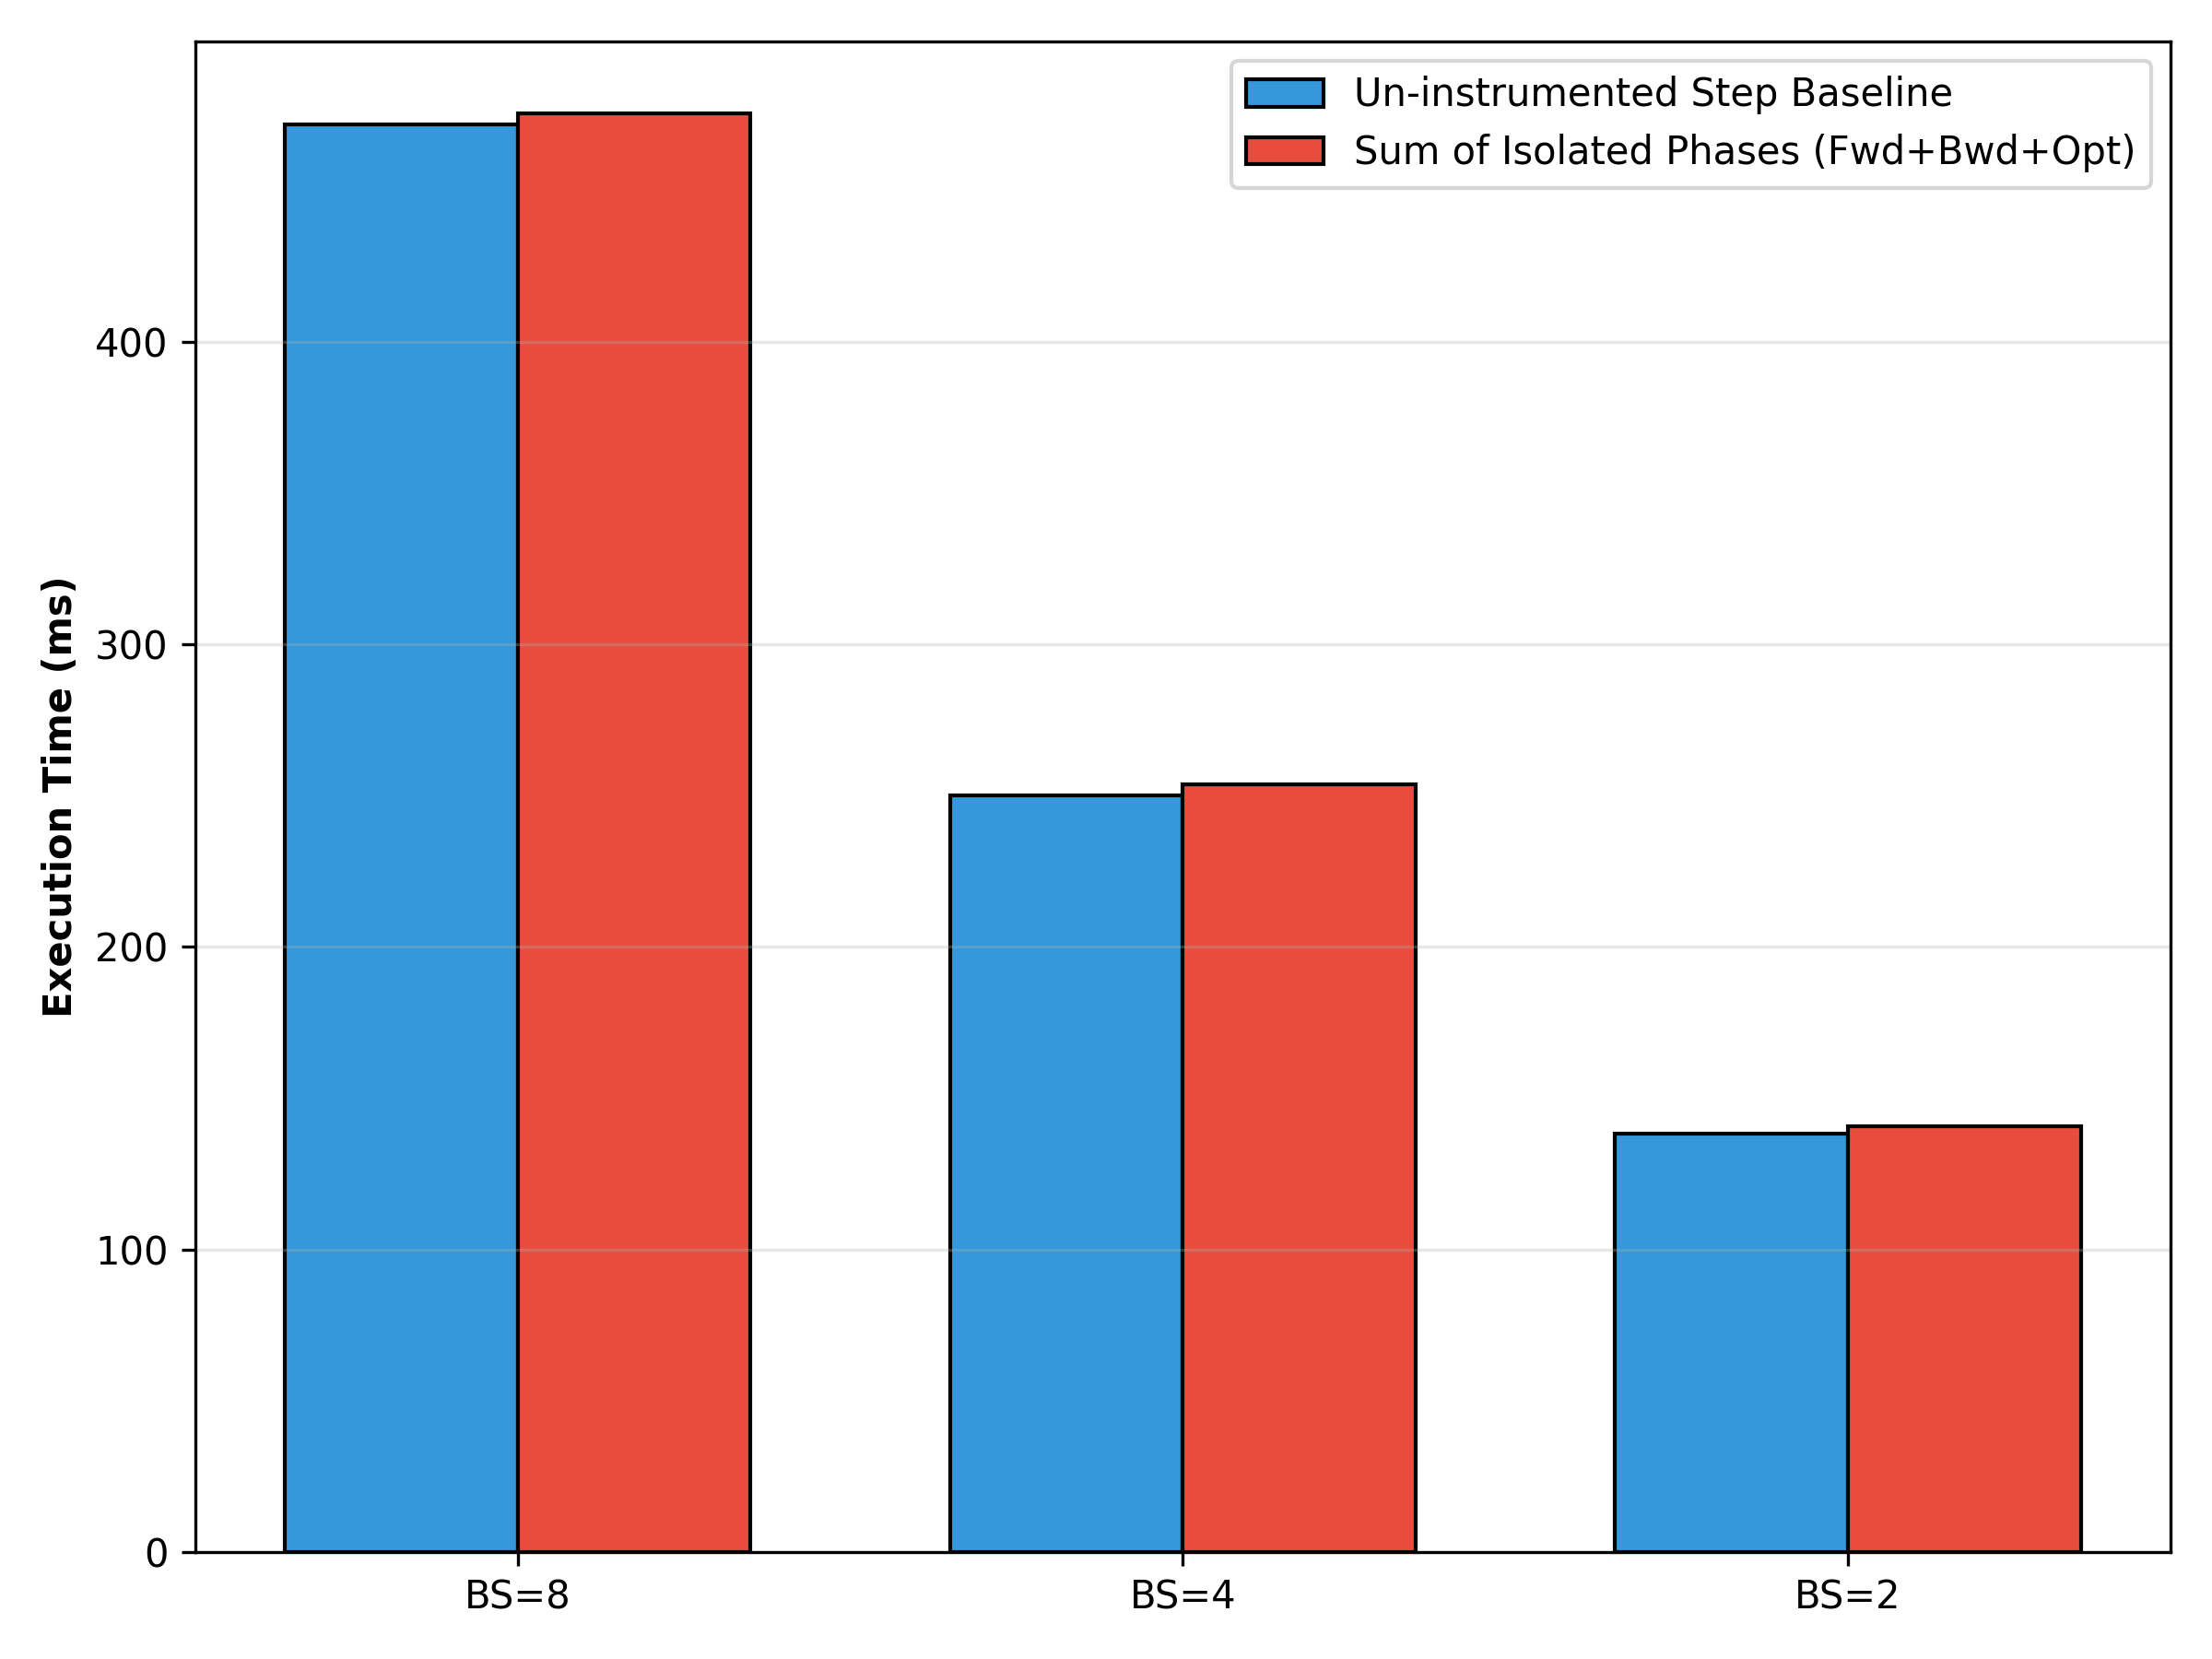 Un-instrumented Step Baseline
Sum of Isolated Phases (Fwd+Bwd+Opt)
Execution Time (ms)
400
300
200
100
0
BS=8
BS=4
BS=2